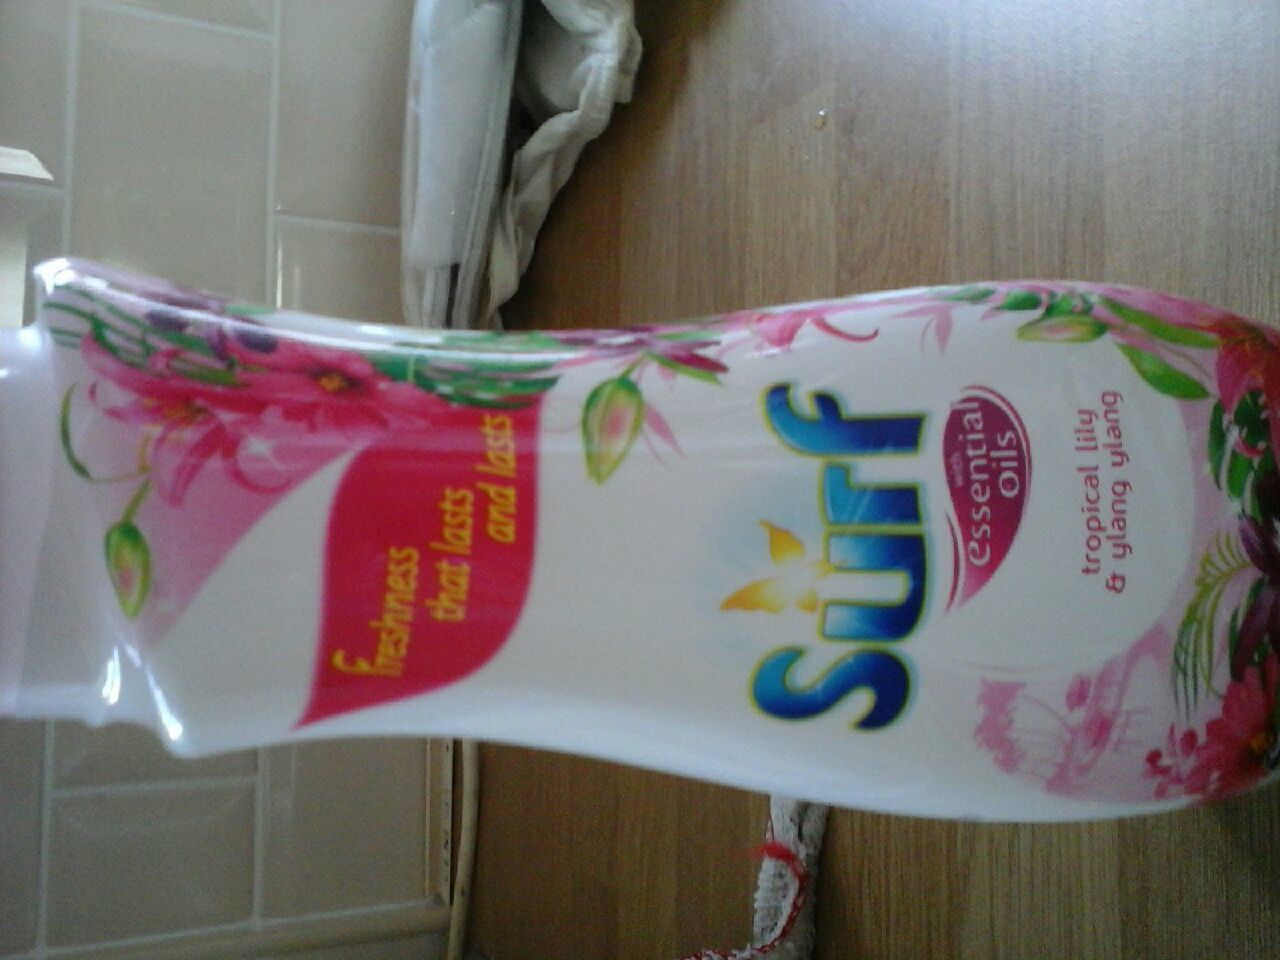 freshness
that lasts
and lasts
Surf
with
essential
oils
tropical lily
& ylang ylang